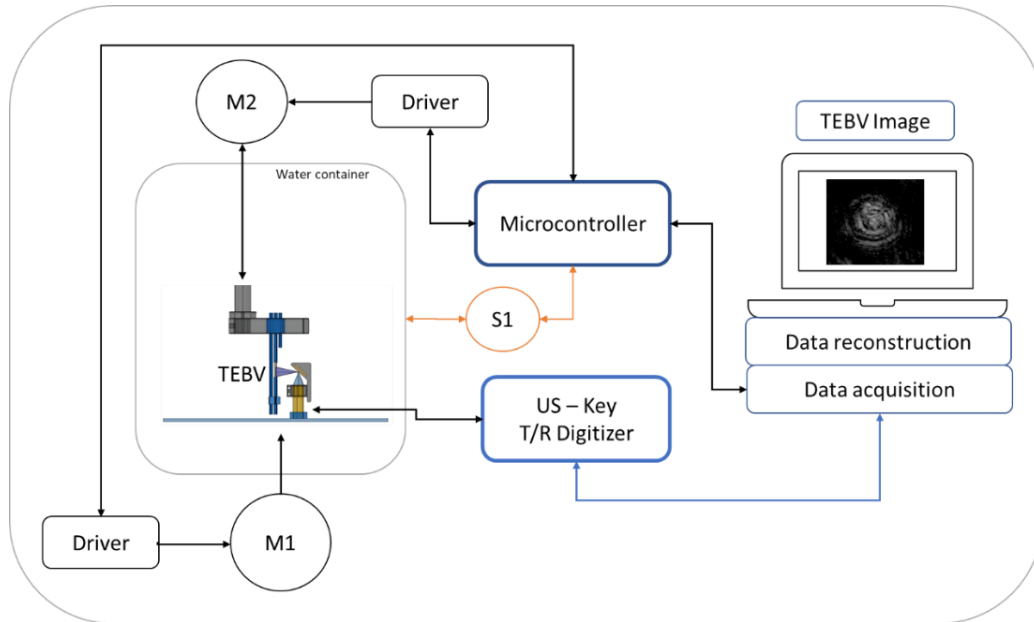 M2
Driver
TEBV Image
Water container
Microcontroller
S1
TEBV
Data reconstruction
Data acquisition
US – Key
T/R Digitizer
Driver
M1